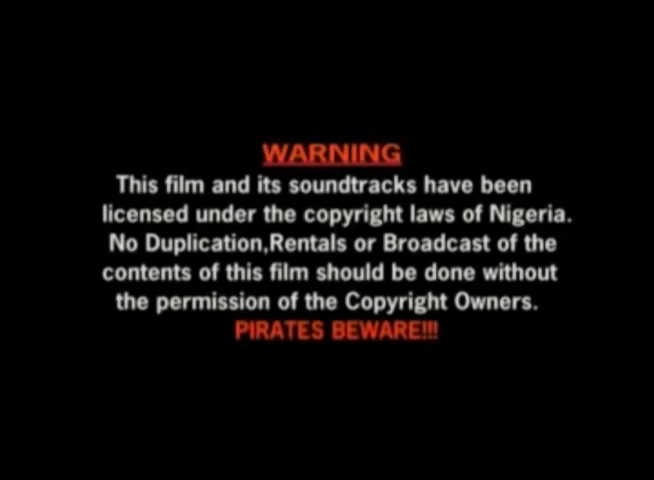 WARNING
This film and its soundtracks have been
licensed under the copyright laws of Nigeria.
No Duplication,Rentals or Broadcast of the
contents of this film should be done without
the permission of the Copyright Owners.
PIRATES BEWARE!!!